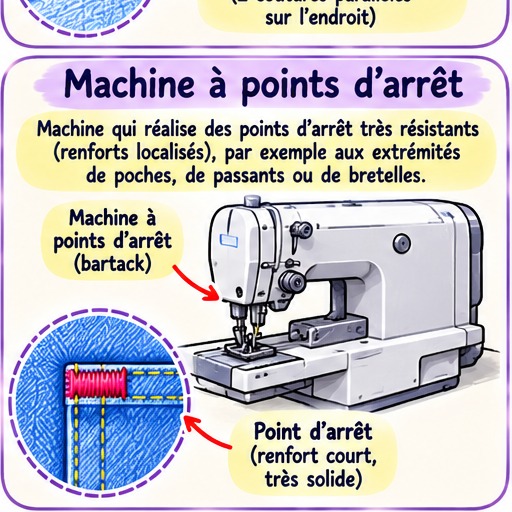 sur l'endroit)
Machine à points d'arrêt
Machine qui réalise des points d'arrêt très résistants
(renforts localisés), par exemple aux extrémités
de poches, de passants ou de bretelles.
Machine à
points d'arrêt
(bartack)
Point d'arrêt
(renfort court,
très solide)